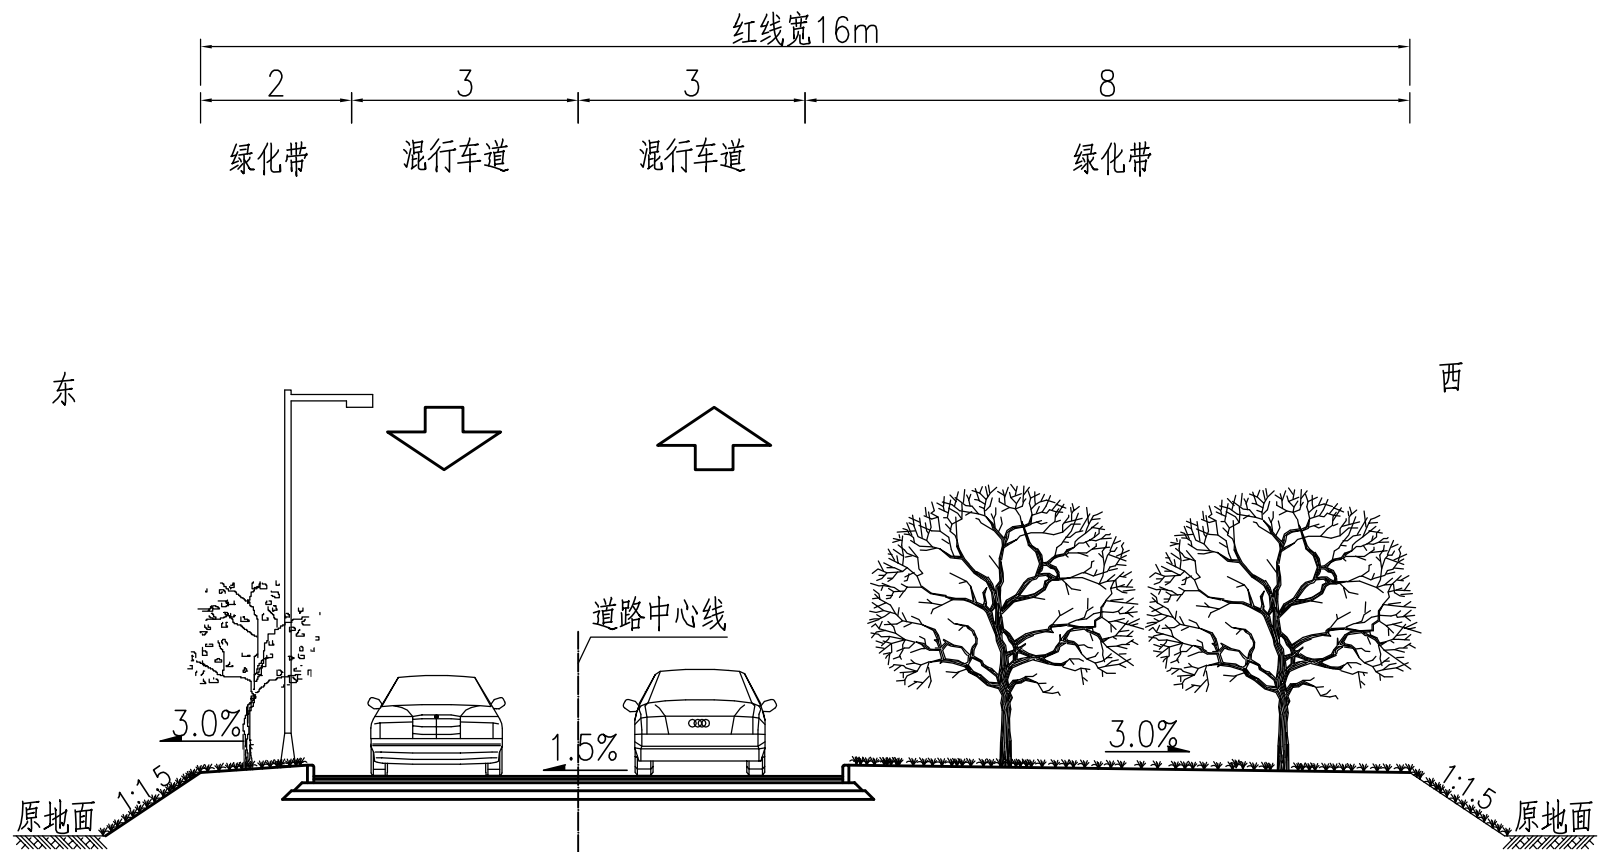 红线宽16m
2 3 3 8
绿化带 混行车道 混行车道 绿化带
东 西
道路中心线
3.0% 1.5% 3.0%
1:1.5 1:1.5
原地面 原地面